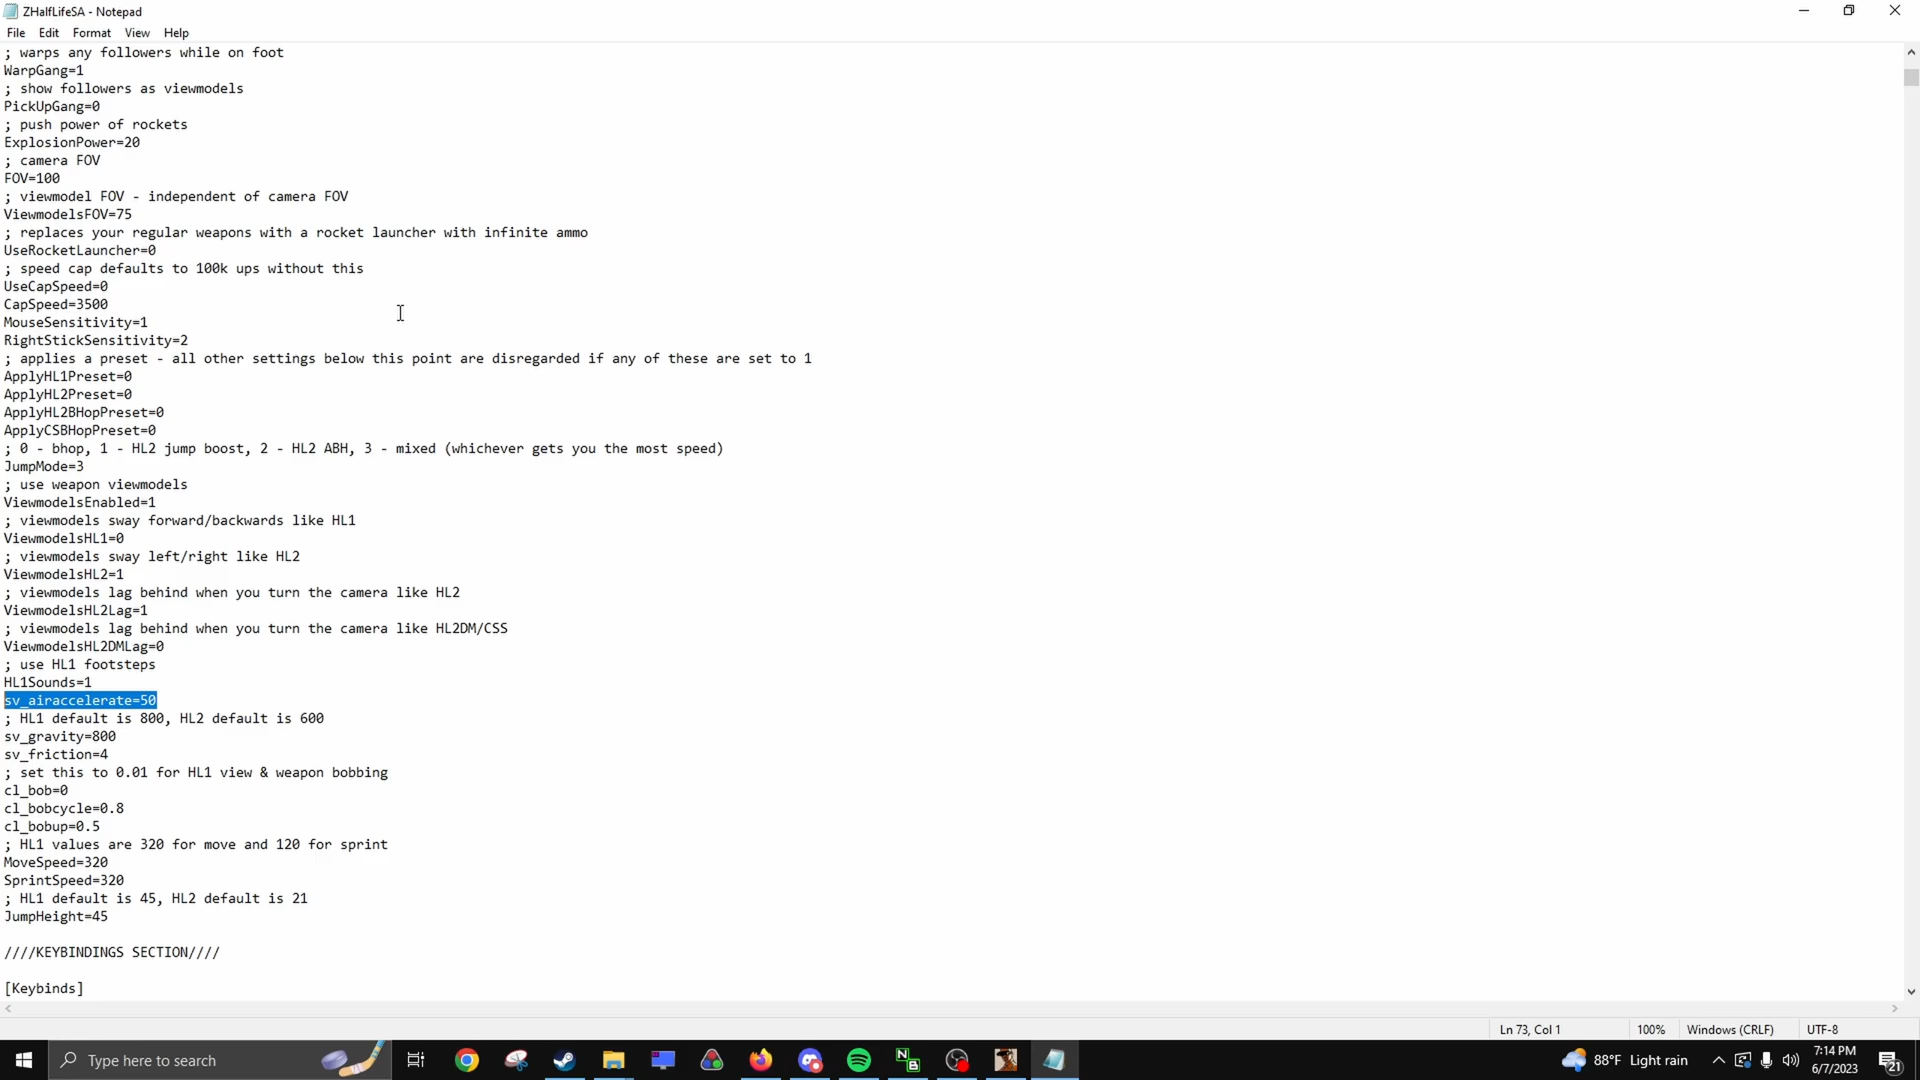 ZHalfLifeSA - Notepad
File Edit Format View Help
; warps any followers while on foot
WarpGang=1
; show followers as viewmodels
PickUpGang=0
; push power of rockets
ExplosionPower=20
; camera FOV
FOV=100
; viewmodel FOV - independent of camera FOV
ViewmodelsFOV=75
; replaces your regular weapons with a rocket launcher with infinite ammo
UseRocketLauncher=0
; speed cap defaults to 100k ups without this
UseCapSpeed=0
CapSpeed=3500
MouseSensitivity=1
RightStickSensitivity=2
; applies a preset - all other settings below this point are disregarded if any of these are set to 1
ApplyHL1Preset=0
ApplyHL2Preset=0
ApplyHL2BHopPreset=0
ApplyCSBHopPreset=0
; 0 - bhop, 1 - HL2 jump boost, 2 - HL2 ABH, 3 - mixed (whichever gets you the most speed)
JumpMode=3
; use weapon viewmodels
ViewmodelsEnabled=1
; viewmodels sway forward/backwards like HL1
ViewmodelsHL1=0
; viewmodels sway left/right like HL2
ViewmodelsHL2=1
; viewmodels lag behind when you turn the camera like HL2
ViewmodelsHL2Lag=1
; viewmodels lag behind when you turn the camera like HL2DM/CSS
ViewmodelsHL2DMLag=0
; use HL1 footsteps
HL1Sounds=1
sv_airaccelerate=50
; HL1 default is 800, HL2 default is 600
sv_gravity=800
sv_friction=4
; set this to 0.01 for HL1 view & weapon bobbing
cl_bob=0
cl_bobcycle=0.8
cl_bobup=0.5
; HL1 values are 320 for move and 120 for sprint
MoveSpeed=320
SprintSpeed=320
; HL1 default is 45, HL2 default is 21
JumpHeight=45
////KEYBINDINGS SECTION////
[Keybinds]
Ln 73, Col 1 100% Windows (CRLF) UTF-8
Type here to search
88°F Light rain
7:14 PM
6/7/2023
21